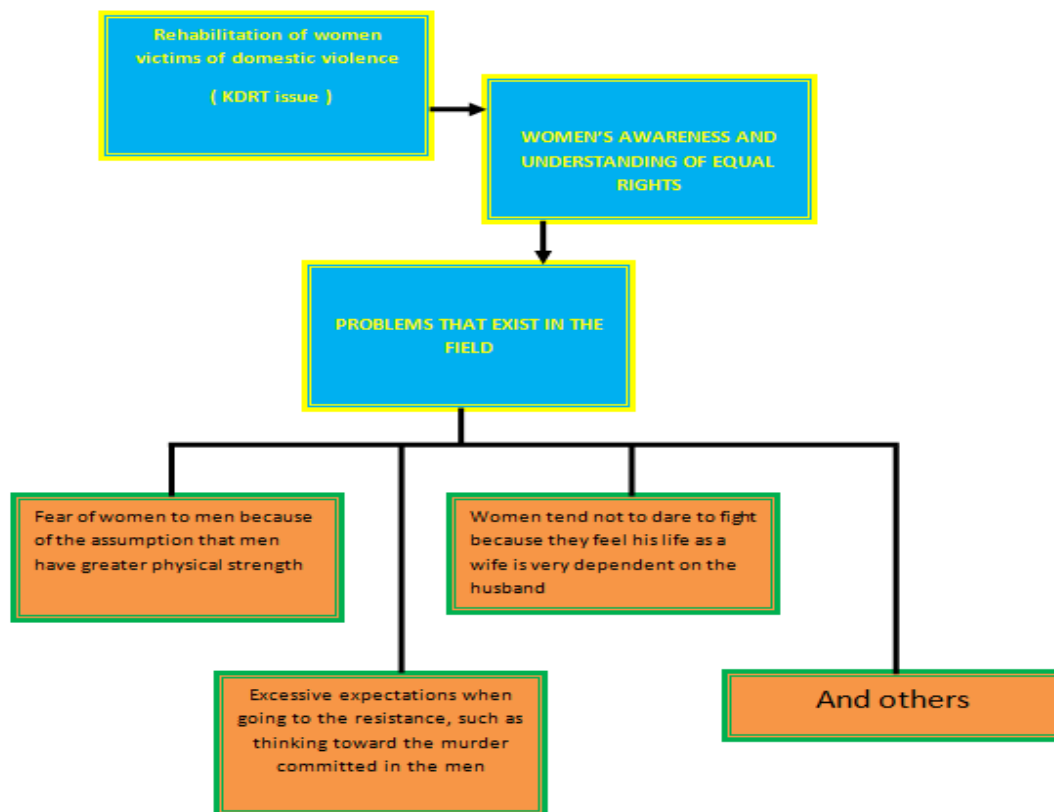 Rehabilitation of women
victims of domestic violence
( KDRT issue )
WOMEN'S AWARENESS AND
UNDERSTANDING OF EQUAL
RIGHTS
PROBLEMS THAT EXIST IN THE
FIELD
Fear of women to men because
of the assumption that men
have greater physical strength
Women tend not to dare to fight
because they feel his life as a
wife is very dependent on the
husband
Excessive expectations when
going to the resistance, such as
thinking toward the murder
committed in the men
And others